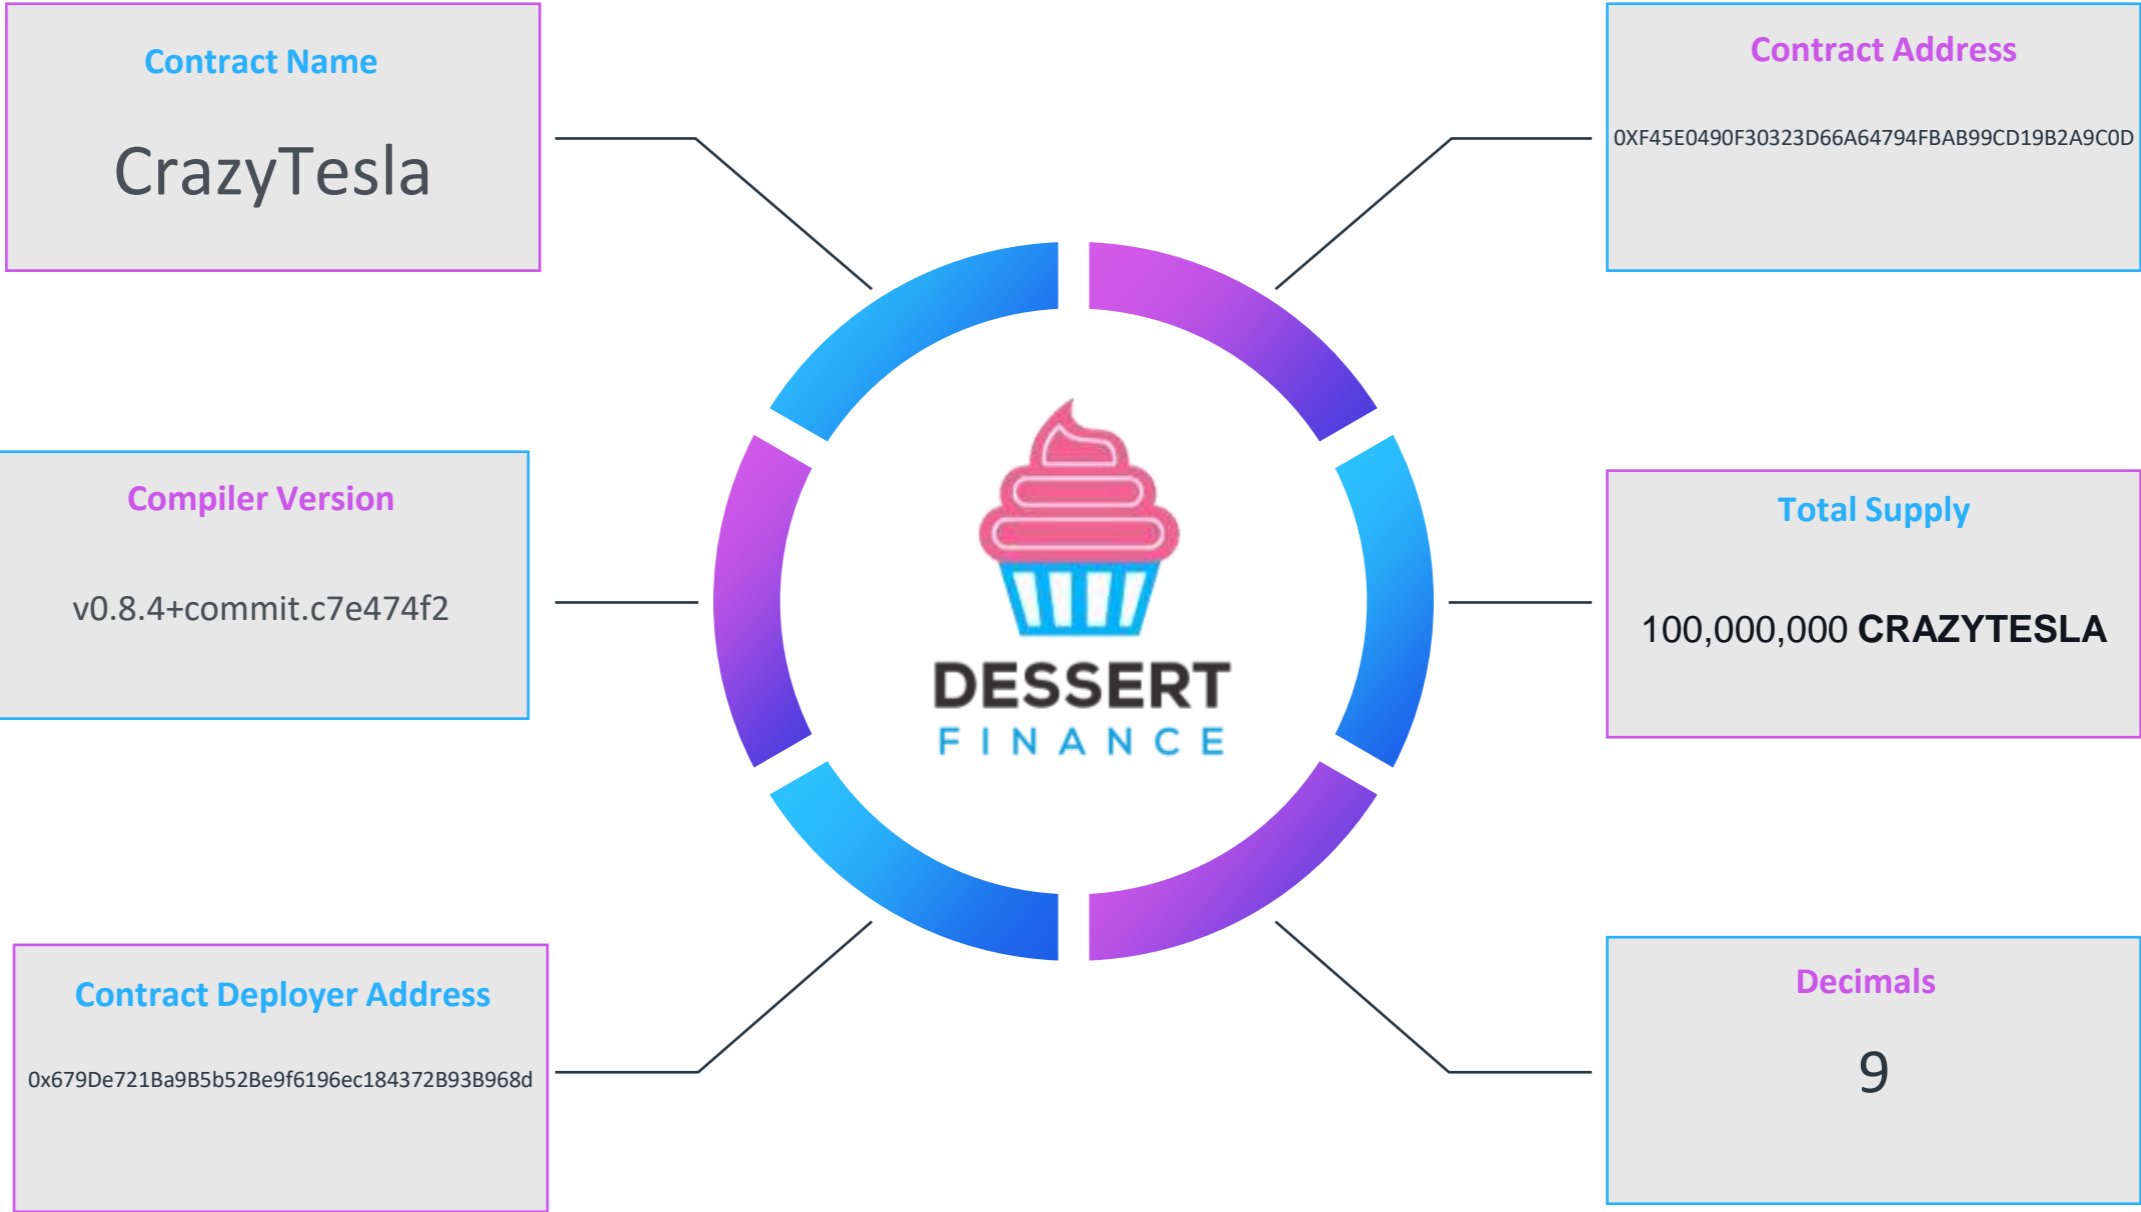 Contract Name
CrazyTesla
Contract Address
0XF45E0490F30323D66A64794FBAB99CD19B2A9C0D
Compiler Version
v0.8.4+commit.c7e474f2
DESSERT
FINANCE
Total Supply
100,000,000 CRAZYTESLA
Contract Deployer Address
0x679De721Ba9B5b52Be9f6196ec184372B93B968d
Decimals
9